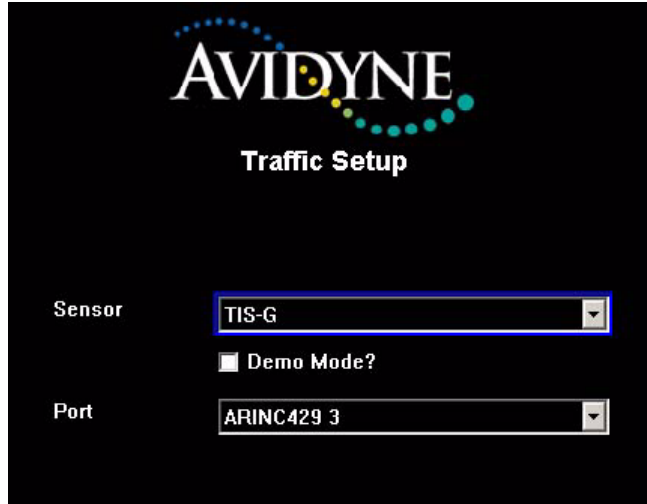 AVIDYNE
Traffic Setup
Sensor
TIS-G
Demo Mode?
Port
ARINC429 3